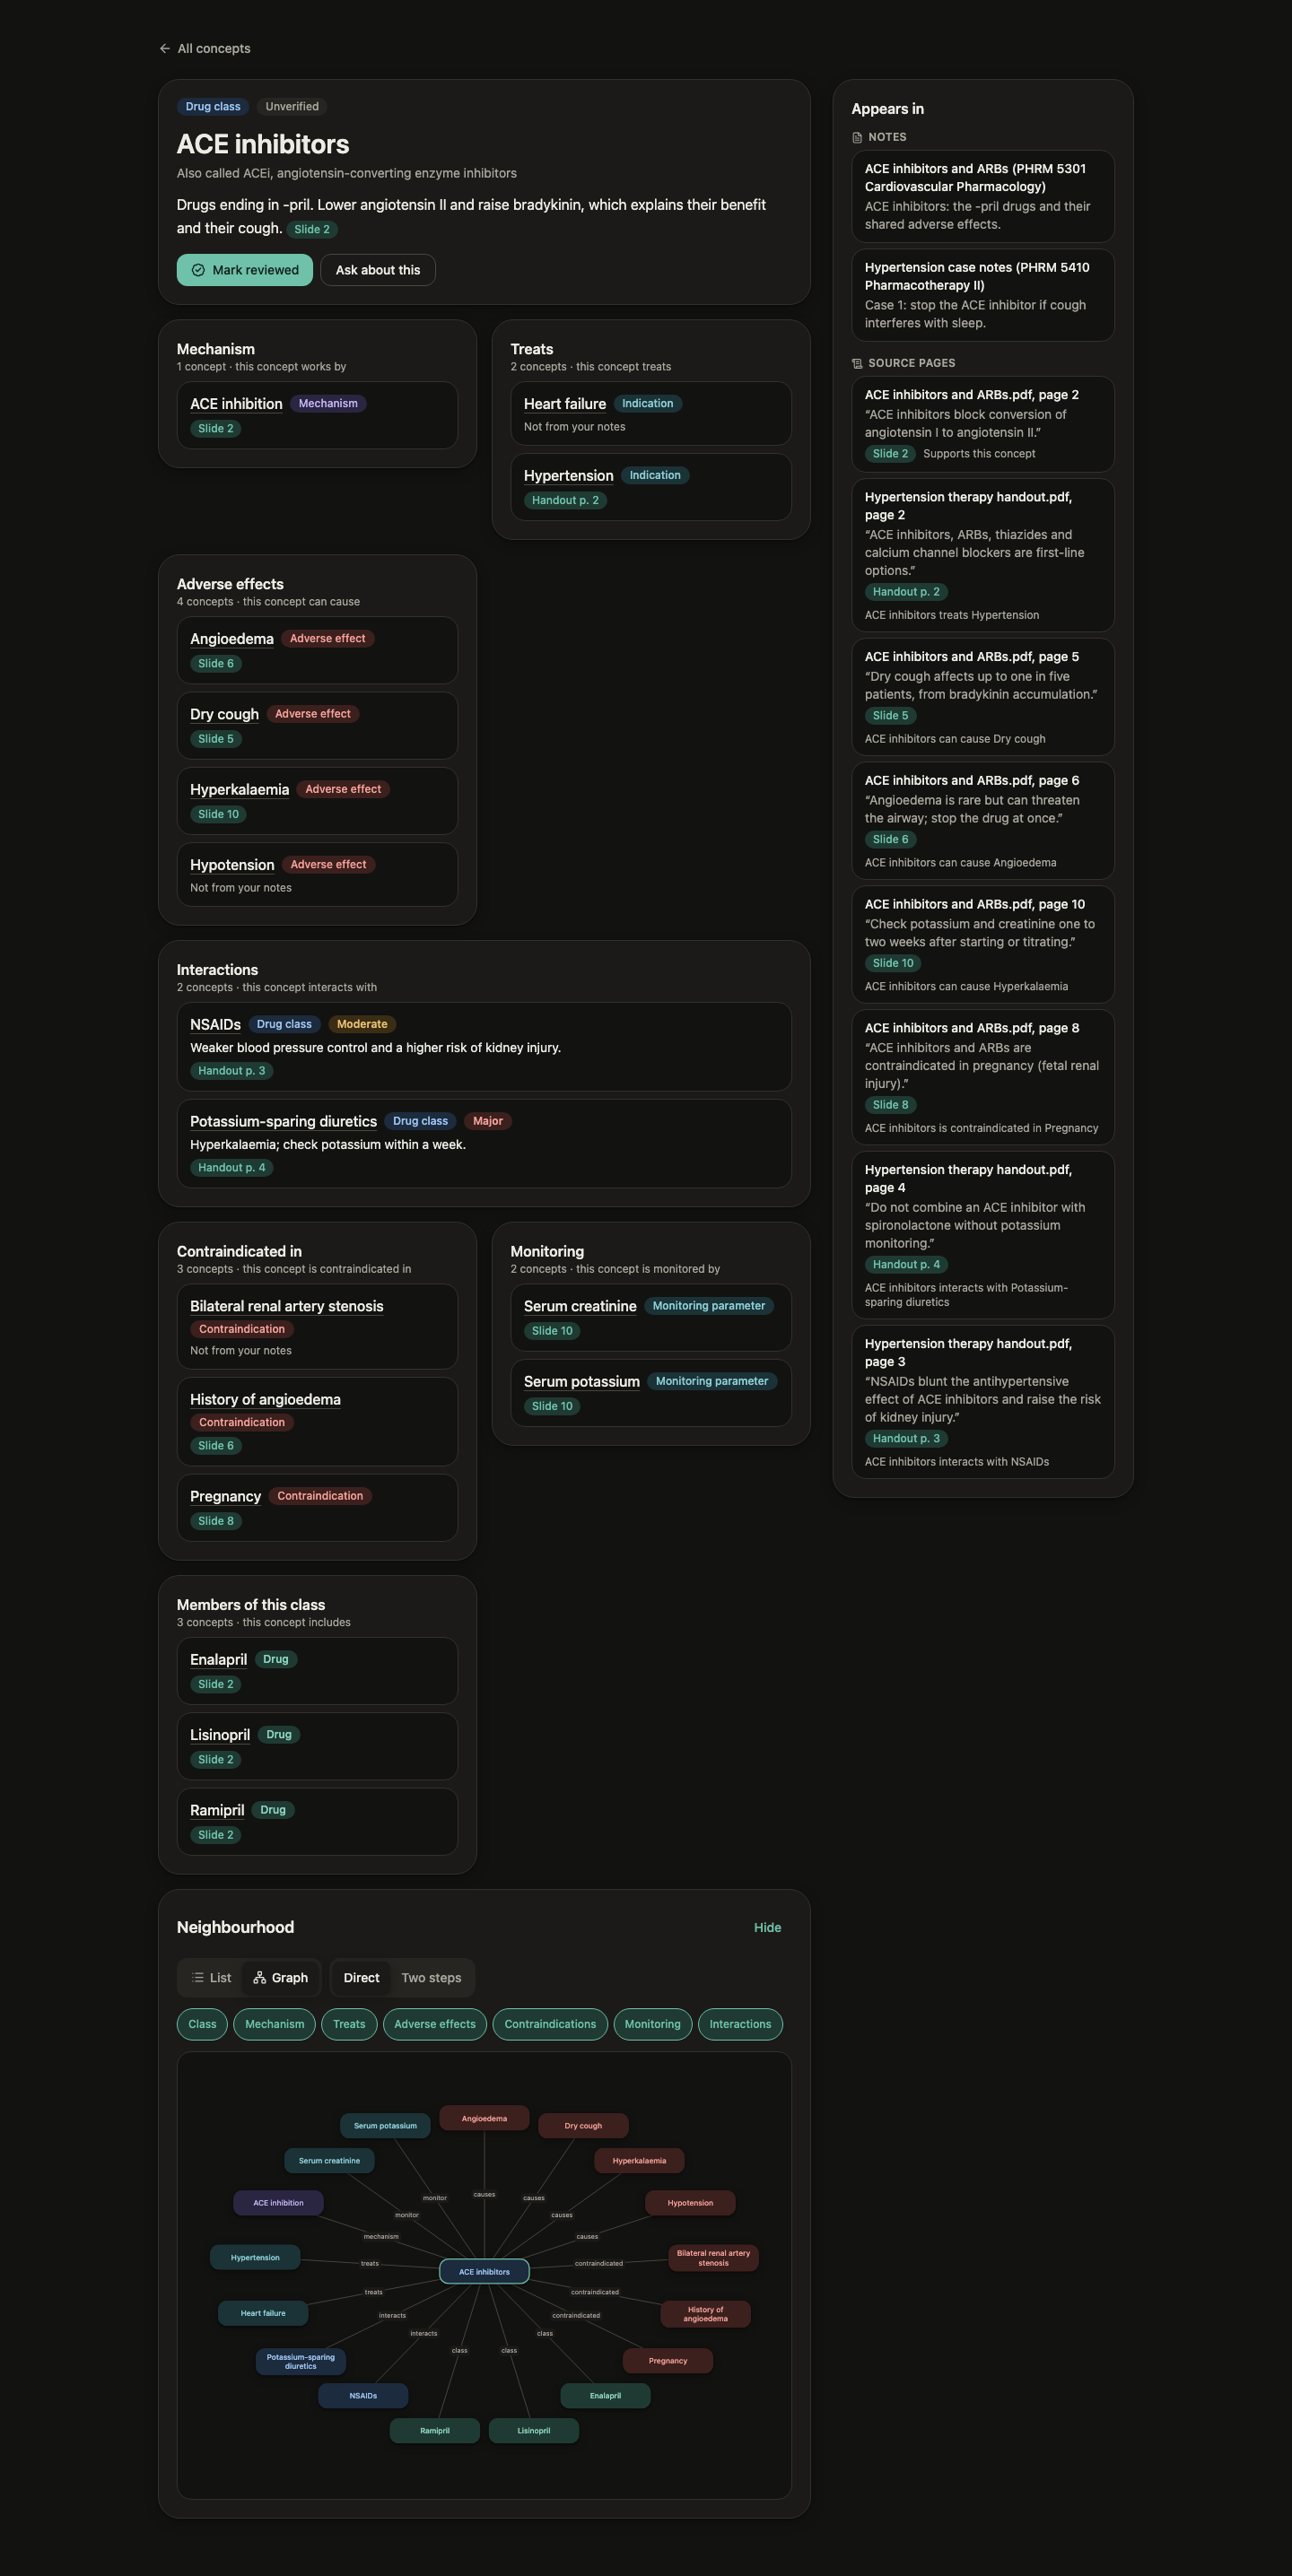 All concepts
Drug class Unverified
ACE inhibitors
Also called ACEi, angiotensin-converting enzyme inhibitors
Drugs ending in -pril. Lower angiotensin II and raise bradykinin, which explains their benefit
and their cough. Slide 2
Mark reviewed Ask about this
Mechanism
1 concept · this concept works by
ACE inhibition Mechanism
Slide 2
Treats
2 concepts · this concept treats
Heart failure Indication
Not from your notes
Hypertension Indication
Handout p. 2
Adverse effects
4 concepts · this concept can cause
Angioedema Adverse effect
Slide 6
Dry cough Adverse effect
Slide 5
Hyperkalaemia Adverse effect
Slide 10
Hypotension Adverse effect
Not from your notes
Interactions
2 concepts · this concept interacts with
NSAIDs Drug class Moderate
Weaker blood pressure control and a higher risk of kidney injury.
Handout p. 3
Potassium-sparing diuretics Drug class Major
Hyperkalaemia; check potassium within a week.
Handout p. 4
Contraindicated in
3 concepts · this concept is contraindicated in
Bilateral renal artery stenosis
Contraindication
Not from your notes
History of angioedema
Contraindication
Slide 6
Pregnancy Contraindication
Slide 8
Monitoring
2 concepts · this concept is monitored by
Serum creatinine Monitoring parameter
Slide 10
Serum potassium Monitoring parameter
Slide 10
Members of this class
3 concepts · this concept includes
Enalapril Drug
Slide 2
Lisinopril Drug
Slide 2
Ramipril Drug
Slide 2
Neighbourhood Hide
List Graph Direct Two steps
Class Mechanism Treats Adverse effects Contraindications Monitoring Interactions
Serum potassium
Angioedema
Dry cough
Serum creatinine
Hyperkalaemia
ACE inhibition
Hypotension
monitor
causes
causes
monitor
causes
mechanism
causes
Hypertension
treats
ACE inhibitors
contraindicated
Bilateral renal artery
stenosis
Heart failure
treats
contraindicated
History of
angioedema
interacts
contraindicated
interacts
class
class
class
Potassium-sparing
diuretics
Pregnancy
NSAIDs
Enalapril
Ramipril
Lisinopril
Appears in
NOTES
ACE inhibitors and ARBs (PHRM 5301
Cardiovascular Pharmacology)
ACE inhibitors: the -pril drugs and their
shared adverse effects.
Hypertension case notes (PHRM 5410
Pharmacotherapy II)
Case 1: stop the ACE inhibitor if cough
interferes with sleep.
SOURCE PAGES
ACE inhibitors and ARBs.pdf, page 2
“ACE inhibitors block conversion of
angiotensin I to angiotensin II.”
Slide 2 Supports this concept
Hypertension therapy handout.pdf,
page 2
“ACE inhibitors, ARBs, thiazides and
calcium channel blockers are first-line
options.”
Handout p. 2
ACE inhibitors treats Hypertension
ACE inhibitors and ARBs.pdf, page 5
“Dry cough affects up to one in five
patients, from bradykinin accumulation.”
Slide 5
ACE inhibitors can cause Dry cough
ACE inhibitors and ARBs.pdf, page 6
“Angioedema is rare but can threaten
the airway; stop the drug at once.”
Slide 6
ACE inhibitors can cause Angioedema
ACE inhibitors and ARBs.pdf, page 10
“Check potassium and creatinine one to
two weeks after starting or titrating.”
Slide 10
ACE inhibitors can cause Hyperkalaemia
ACE inhibitors and ARBs.pdf, page 8
“ACE inhibitors and ARBs are
contraindicated in pregnancy (fetal renal
injury).”
Slide 8
ACE inhibitors is contraindicated in Pregnancy
Hypertension therapy handout.pdf,
page 4
“Do not combine an ACE inhibitor with
spironolactone without potassium
monitoring.”
Handout p. 4
ACE inhibitors interacts with Potassium-
sparing diuretics
Hypertension therapy handout.pdf,
page 3
“NSAIDs blunt the antihypertensive
effect of ACE inhibitors and raise the risk
of kidney injury.”
Handout p. 3
ACE inhibitors interacts with NSAIDs